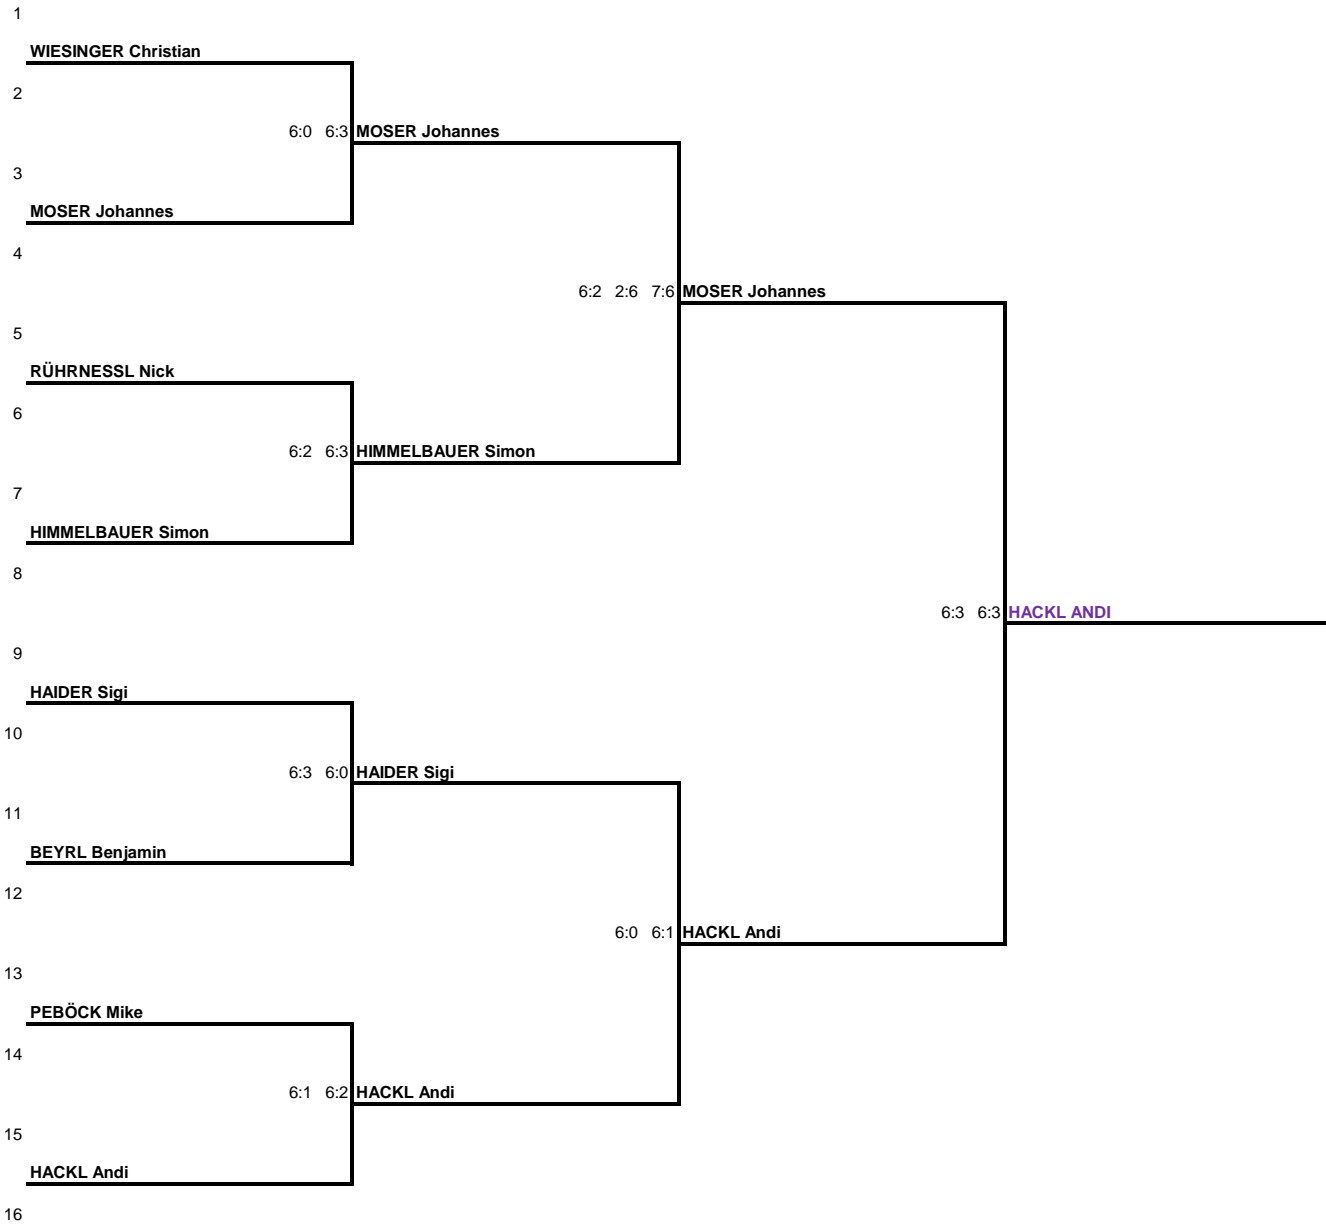 1
WIESINGER Christian
2
6:0 6:3 MOSER Johannes
3
MOSER Johannes
4
6:2 2:6 7:6 MOSER Johannes
5
RÜHRNESSL Nick
6
6:2 6:3 HIMMELBAUER Simon
7
HIMMELBAUER Simon
8
6:3 6:3 HACKL ANDI
9
HAIDER Sigi
10
6:3 6:0 HAIDER Sigi
11
BEYRL Benjamin
12
6:0 6:1 HACKL Andi
13
PEBÖCK Mike
14
6:1 6:2 HACKL Andi
15
HACKL Andi
16